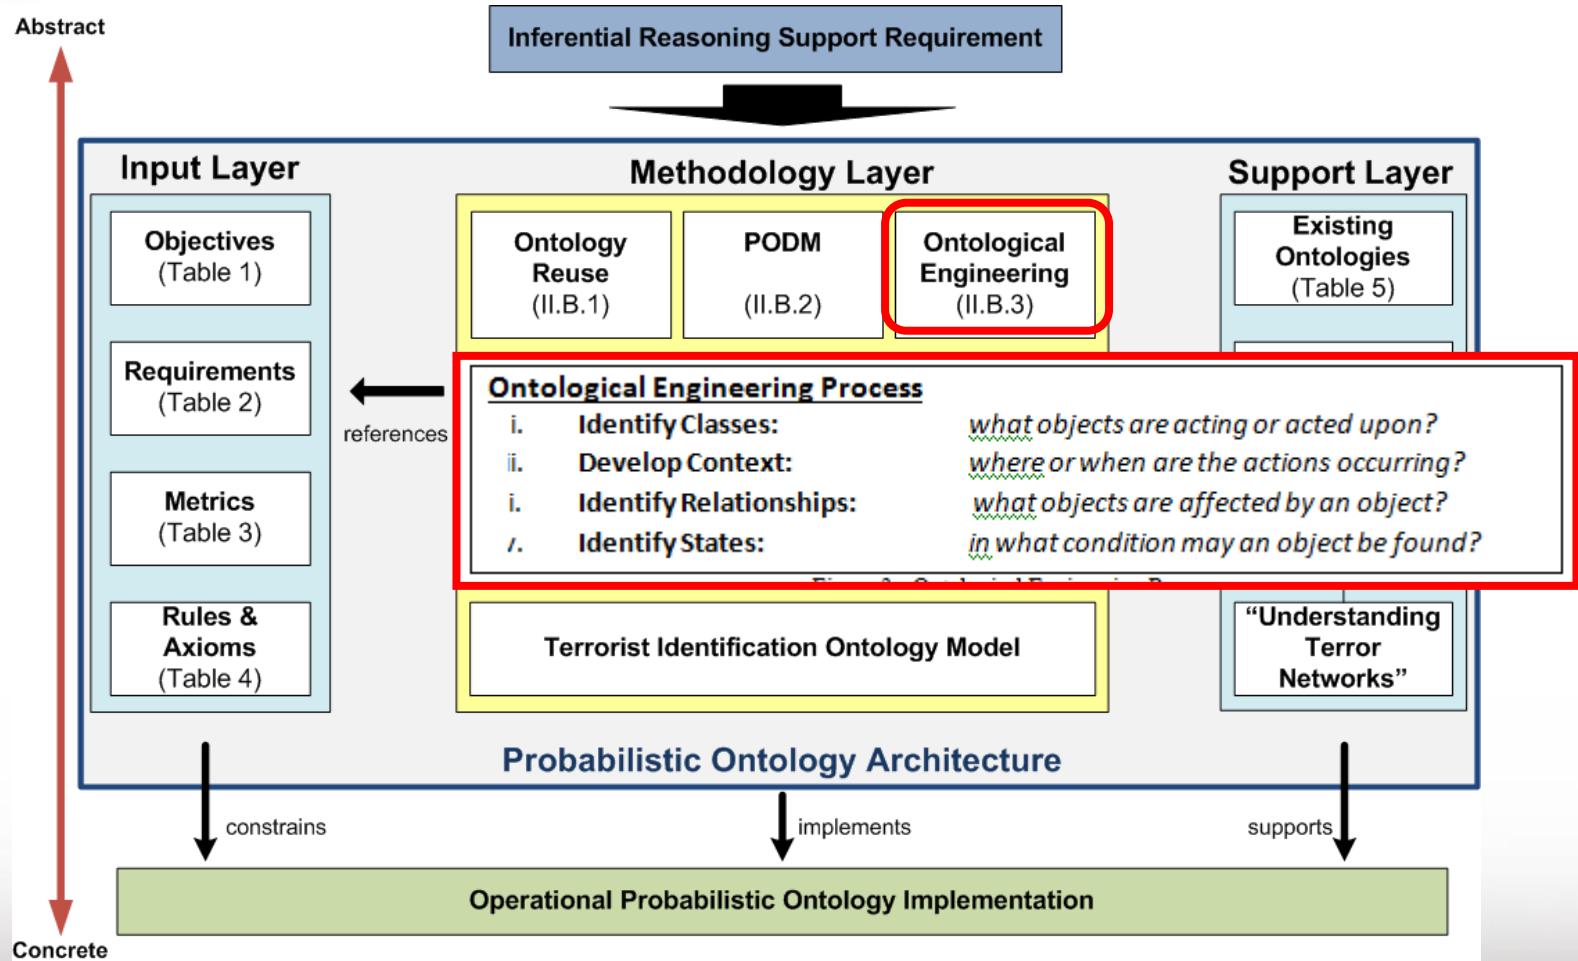 Abstract
Inferential Reasoning Support Requirement
Input Layer
Methodology Layer
Support Layer
Objectives
(Table 1)
Ontology
Reuse
(II.B.1)
PODM
(II.B.2)
Ontological
Engineering
(II.B.3)
Existing
Ontologies
(Table 5)
Requirements
(Table 2)
references
Ontological Engineering Process
i. Identify Classes: what objects are acting or acted upon?
ii. Develop Context: where or when are the actions occurring?
i. Identify Relationships: what objects are affected by an object?
Identify States: in what condition may an object be found?
Metrics
(Table 3)
Rules &
Axioms
(Table 4)
Terrorist Identification Ontology Model
“Understanding
Terror
Networks”
Probabilistic Ontology Architecture
constrains
implements
supports
Operational Probabilistic Ontology Implementation
Concrete